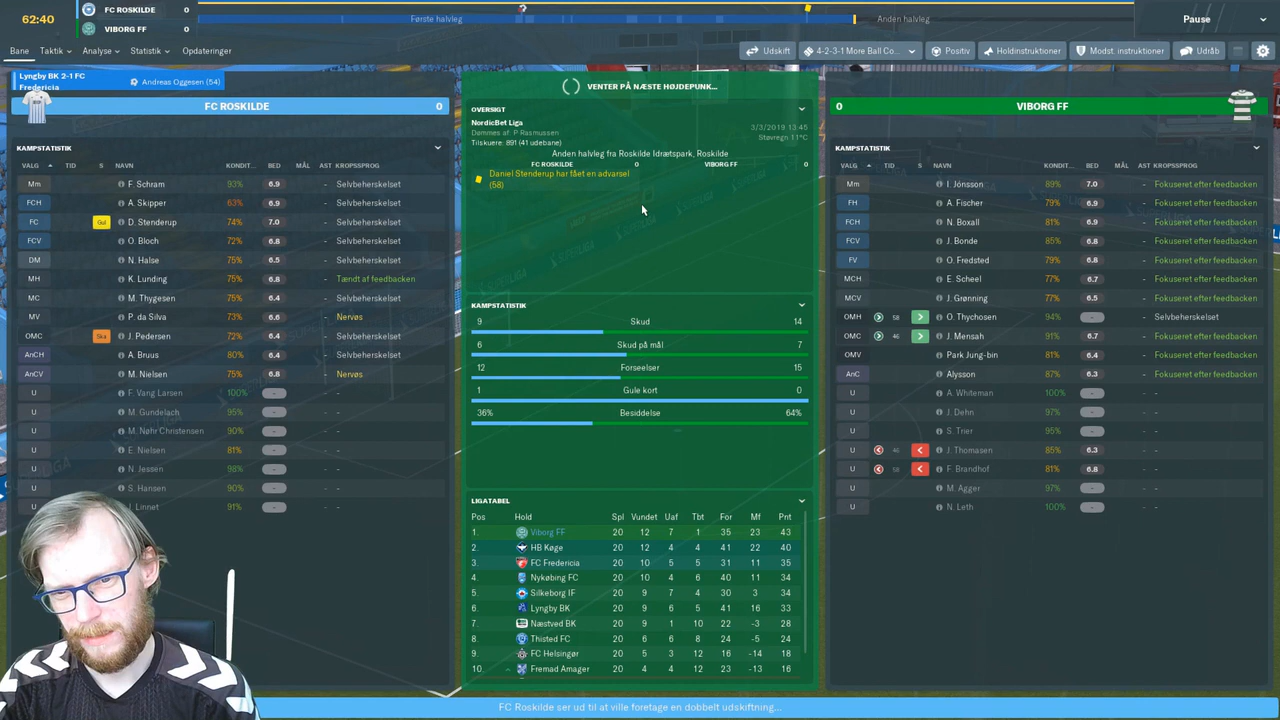 62:40
FC ROSKILDE 0
VIBORG FF 0
Første halvleg
Anden halvleg
Pause
Bane Taktik Analyse Statistik Opdateringer
Udskift 4-2-3-1 More Ball Co... Positiv Holdinstruktioner Modst. instruktioner Udråb
Lyngby BK 2-1 FC Fredericia
Andreas Oggesen (54)
FC ROSKILDE 0
KAMPSTATISTIK
VALG TID S NAVN KONDIT... BED MÅL AST KROPSSPROG
Mm F. Schram 93% 6.9 - Selvbeherskelset
FCH A. Skipper 63% 6.9 - Selvbeherskelset
FC Gul D. Stenderup 74% 7.0 - Selvbeherskelset
FCV O. Bloch 72% 6.8 - Selvbeherskelset
DM N. Halse 75% 6.5 - Selvbeherskelset
MH K. Lunding 75% 6.8 - Tændt af feedbacken
MC M. Thygesen 75% 6.4 - Selvbeherskelset
MV P. da Silva 73% 6.6 - Nervøs
OMC Ska J. Pedersen 72% 6.4 - Selvbeherskelset
AnCH A. Bruus 80% 6.4 - Selvbeherskelset
AnCV M. Nielsen 75% 6.8 - Nervøs
U F. Vang Larsen 100% - - -
U M. Gundelach 95% - - -
U M. Nøhr Christensen 90% - - -
U E. Nielsen 81% - - -
U N. Jessen 98% - - -
U S. Hansen 90% - - -
J. Linnet 91% - - -
VENTER PÅ NÆSTE HØJDEPUNK...
OVERSIGT
NordicBet Liga
Dømmes af: P Rasmussen
Tilskuere: 891 (41 udebane)
3/3/2019 13:45
Støvregn 11°C
Anden halvleg fra Roskilde Idrætspark, Roskilde
FC ROSKILDE 0 VIBORG FF 0
Daniel Stenderup har fået en advarsel
(58)
KAMPSTATISTIK
9 Skud 14
6 Skud på mål 7
12 Forseelser 15
1 Gule kort 0
36% Besiddelse 64%
LIGATABEL
Pos Hold Spl Vundet Uaf Tbt For Mf Pnt
1. Viborg FF 20 12 7 1 35 23 43
2. HB Køge 20 12 4 4 41 22 40
3. FC Fredericia 20 10 5 5 31 11 35
4. Nykøbing FC 20 10 4 6 40 11 34
5. Silkeborg IF 20 9 7 4 30 3 34
6. Lyngby BK 20 9 6 5 41 16 33
7. Næstved BK 20 9 1 10 22 -3 28
8. Thisted FC 20 6 6 8 24 -5 24
9. FC Helsingør 20 5 3 12 16 -14 18
10. Fremad Amager 20 4 4 12 23 -13 16
0 VIBORG FF
KAMPSTATISTIK
VALG TID S NAVN KONDIT... BED MÅL AST KROPSSPROG
Mm I. Jónsson 89% 7.0 - Fokuseret efter feedbacken
FH A. Fischer 79% 6.9 - Fokuseret efter feedbacken
FCH N. Boxall 81% 6.9 - Fokuseret efter feedbacken
FCV J. Bonde 85% 6.8 - Fokuseret efter feedbacken
FV O. Fredsted 79% 6.8 - Fokuseret efter feedbacken
MCH E. Scheel 77% 6.7 - Fokuseret efter feedbacken
MCV J. Grønning 77% 6.5 - Fokuseret efter feedbacken
OMH 58 O. Thychosen 94% - - Selvbeherskelset
OMC 46 J. Mensah 91% 6.7 - Fokuseret efter feedbacken
OMV Park Jung-bin 81% 6.4 - Fokuseret efter feedbacken
AnC Alysson 87% 6.3 - Fokuseret efter feedbacken
U A. Whiteman 100% - - -
U J. Dehn 97% - - -
U S. Trier 95% - - -
U 46 J. Thomasen 85% 6.3 - -
U 58 F. Brandhof 81% 6.8 - -
U M. Agger 97% - - -
U N. Leth 100% - - -
FC Roskilde ser ud til at ville foretage en dobbelt udskiftning...